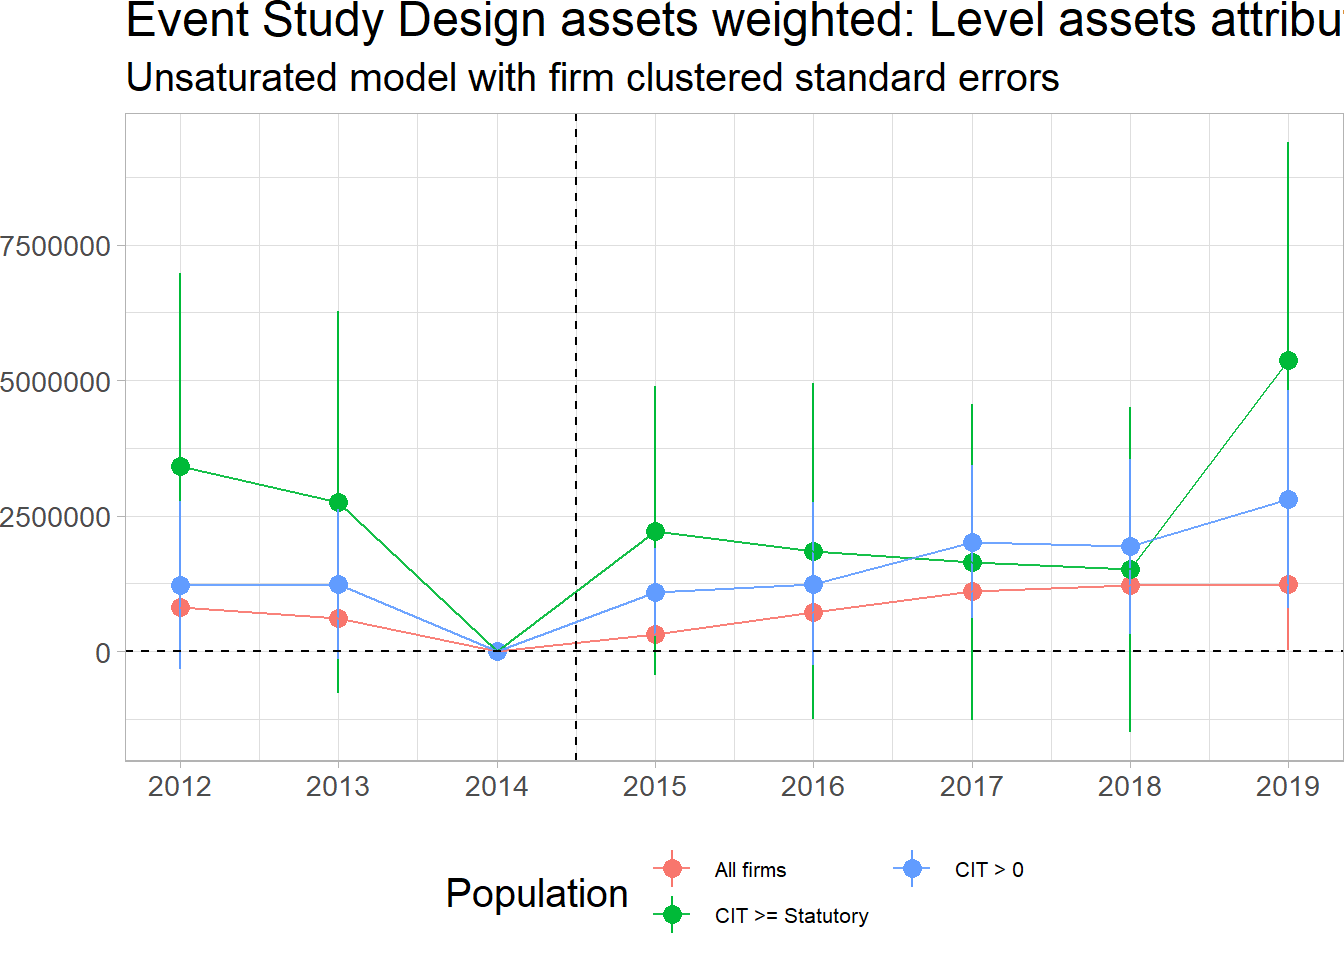 Event Study Design assets weighted: Level assets
Unsaturated model with firm clustered standard errors
7500000
5000000
2500000
0
2012 2013 2014 2015 2016 2017 2018 2019
Population
All firms
CIT > 0
CIT >= Statutory